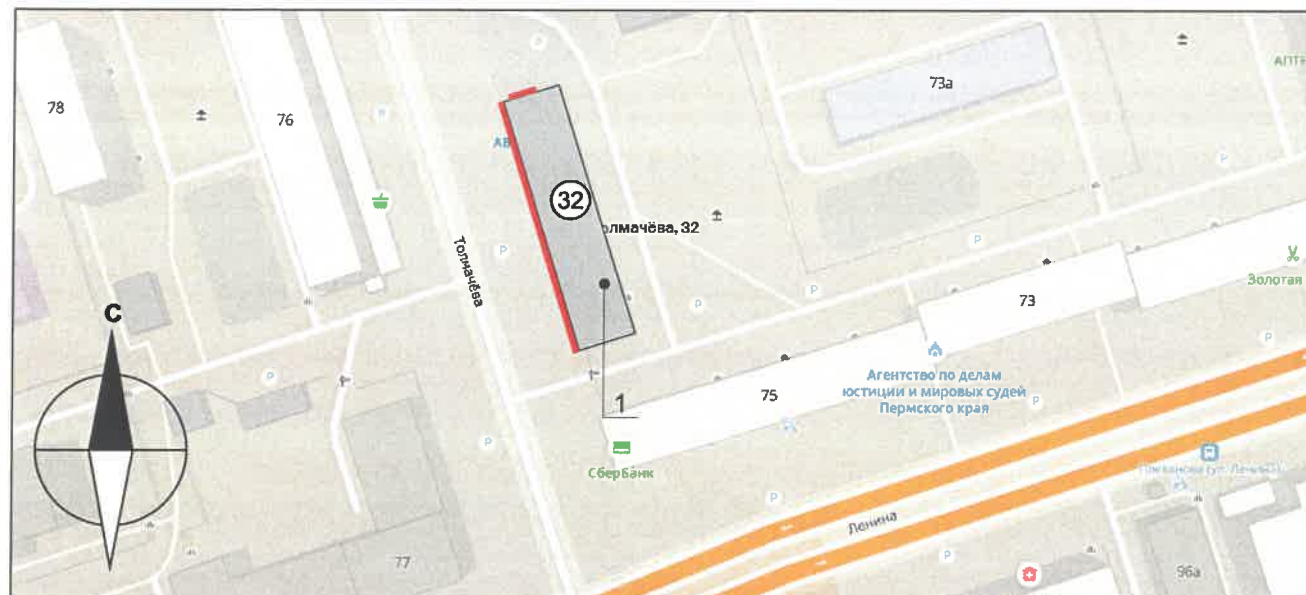 78
76
73а
АПТЕ
АВ
32
олмачёва, 32
Толмачёва
С
73
Золотая
1
75
Агентство по делам
юстиции и мировых судей
Пермского края
СберБанк
Ленина
77
96а